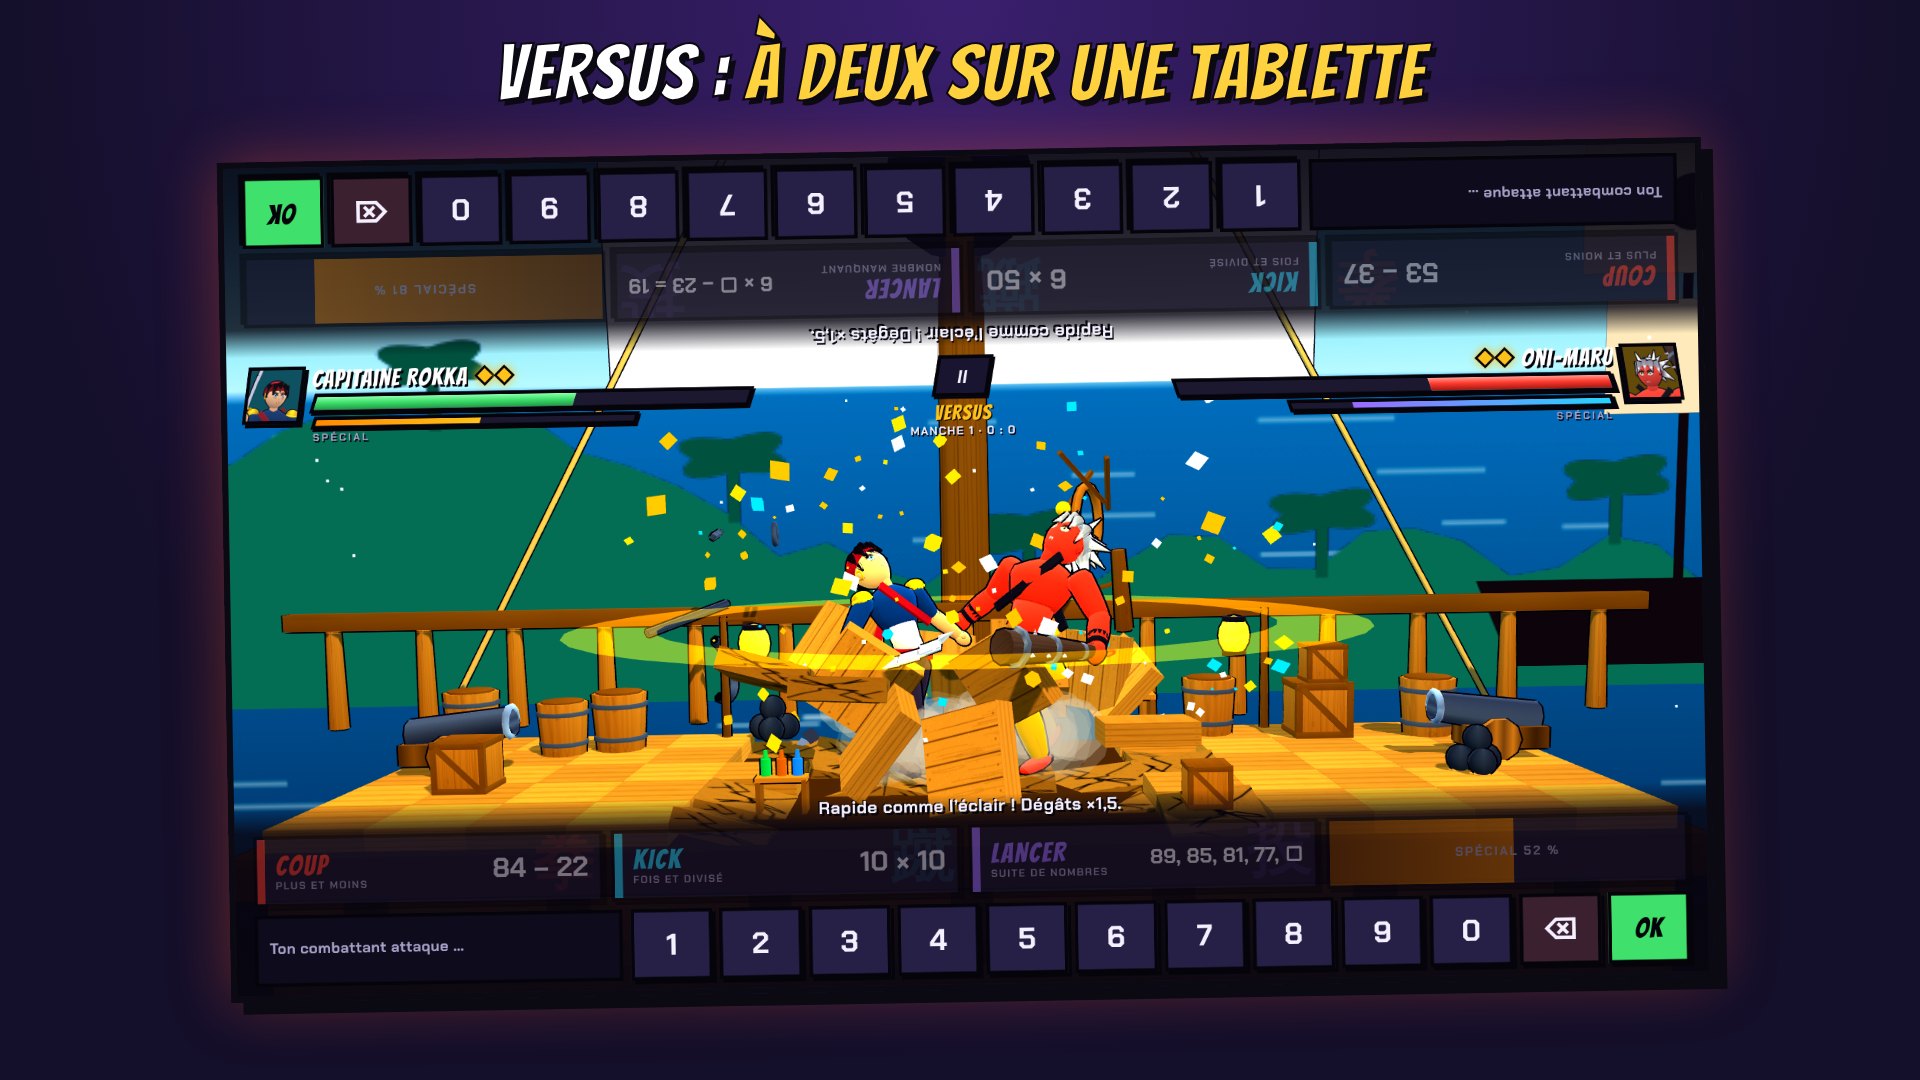 VERSUS : À DEUX SUR UNE TABLETTE
OK 0 9 8 7 6 5 4 3 2 1 Ton combattant attaque ...
SPÉCIAL 81 %
LANCER
NOMBRE MANQUANT
6 × □ − 23 = 19
KICK
FOIS ET DIVISÉ
6 × 50
COUP
PLUS ET MOINS
53 − 37
Rapide comme l'éclair ! Dégâts ×1,5.
CAPITAINE ROKKA
SPÉCIAL
VERSUS
MANCHE 1 · 0 : 0
ONI-MARU
SPÉCIAL
Rapide comme l'éclair ! Dégâts ×1,5.
COUP
PLUS ET MOINS
84 − 22
KICK
FOIS ET DIVISÉ
10 × 10
LANCER
SUITE DE NOMBRES
89, 85, 81, 77, □
SPÉCIAL 52 %
Ton combattant attaque ... 1 2 3 4 5 6 7 8 9 0 OK